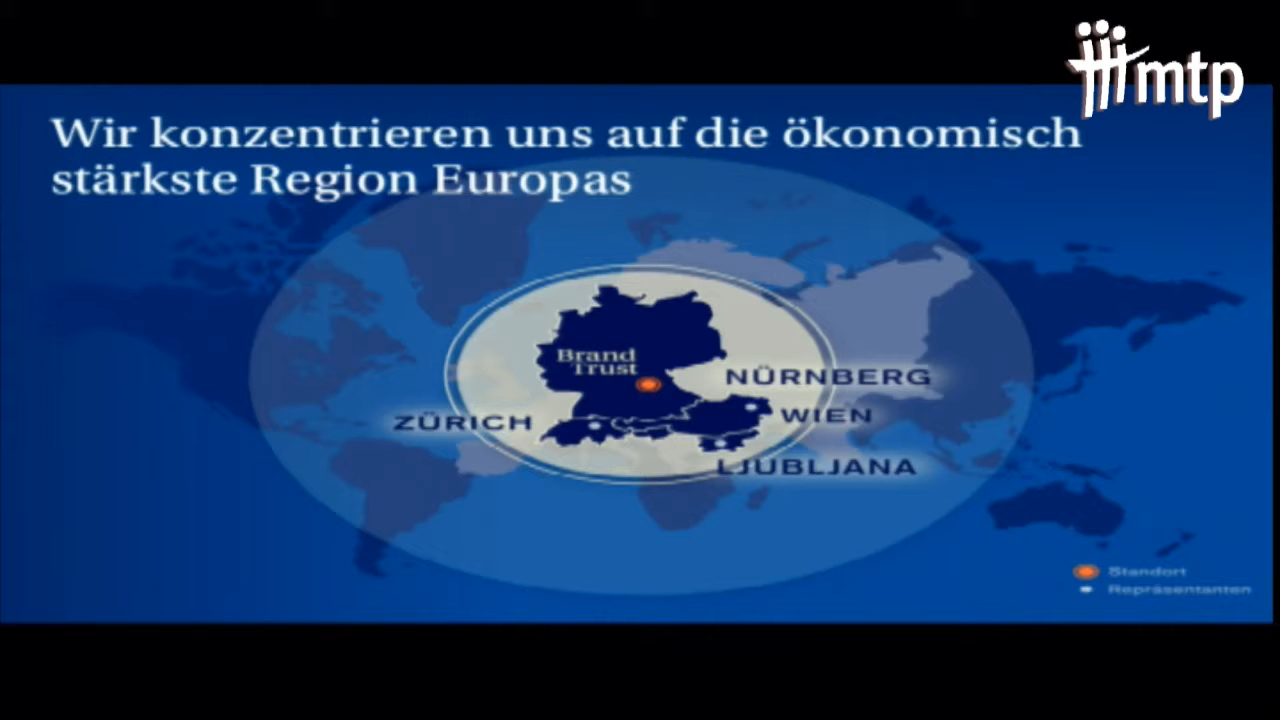 mtp
Wir konzentrieren uns auf die ökonomisch
stärkste Region Europas
Brand
Trust
NÜRNBERG
ZÜRICH
WIEN
LJUBLJANA
Standort
Repräsentanten